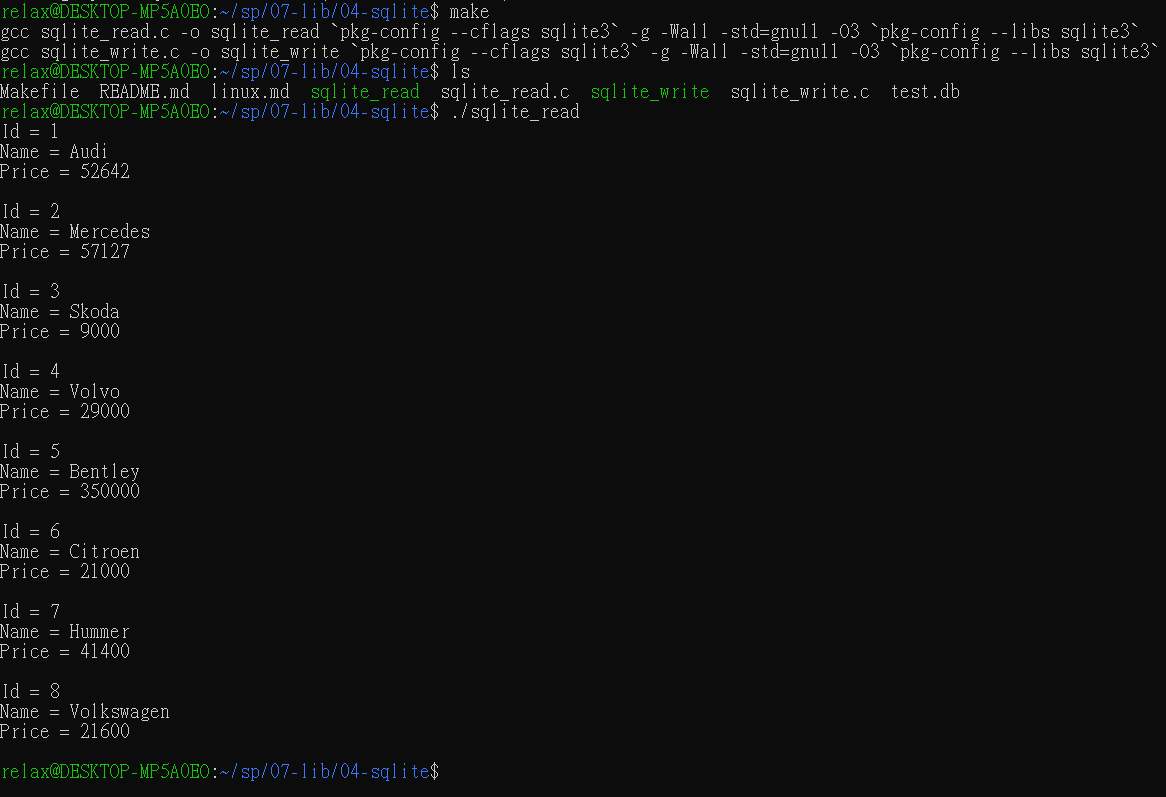 relax@DESKTOP-MP5A0EO:~/sp/07-lib/04-sqlite$ make
gcc sqlite_read.c -o sqlite_read `pkg-config --cflags sqlite3` -g -Wall -std=gnu11 -O3 `pkg-config --libs sqlite3`
gcc sqlite_write.c -o sqlite_write `pkg-config --cflags sqlite3` -g -Wall -std=gnu11 -O3 `pkg-config --libs sqlite3`
relax@DESKTOP-MP5A0EO:~/sp/07-lib/04-sqlite$ ls
Makefile README.md linux.md sqlite_read sqlite_read.c sqlite_write sqlite_write.c test.db
relax@DESKTOP-MP5A0EO:~/sp/07-lib/04-sqlite$ ./sqlite_read
Id = 1
Name = Audi
Price = 52642
Id = 2
Name = Mercedes
Price = 57127
Id = 3
Name = Skoda
Price = 9000
Id = 4
Name = Volvo
Price = 29000
Id = 5
Name = Bentley
Price = 350000
Id = 6
Name = Citroen
Price = 21000
Id = 7
Name = Hummer
Price = 41400
Id = 8
Name = Volkswagen
Price = 21600
relax@DESKTOP-MP5A0EO:~/sp/07-lib/04-sqlite$